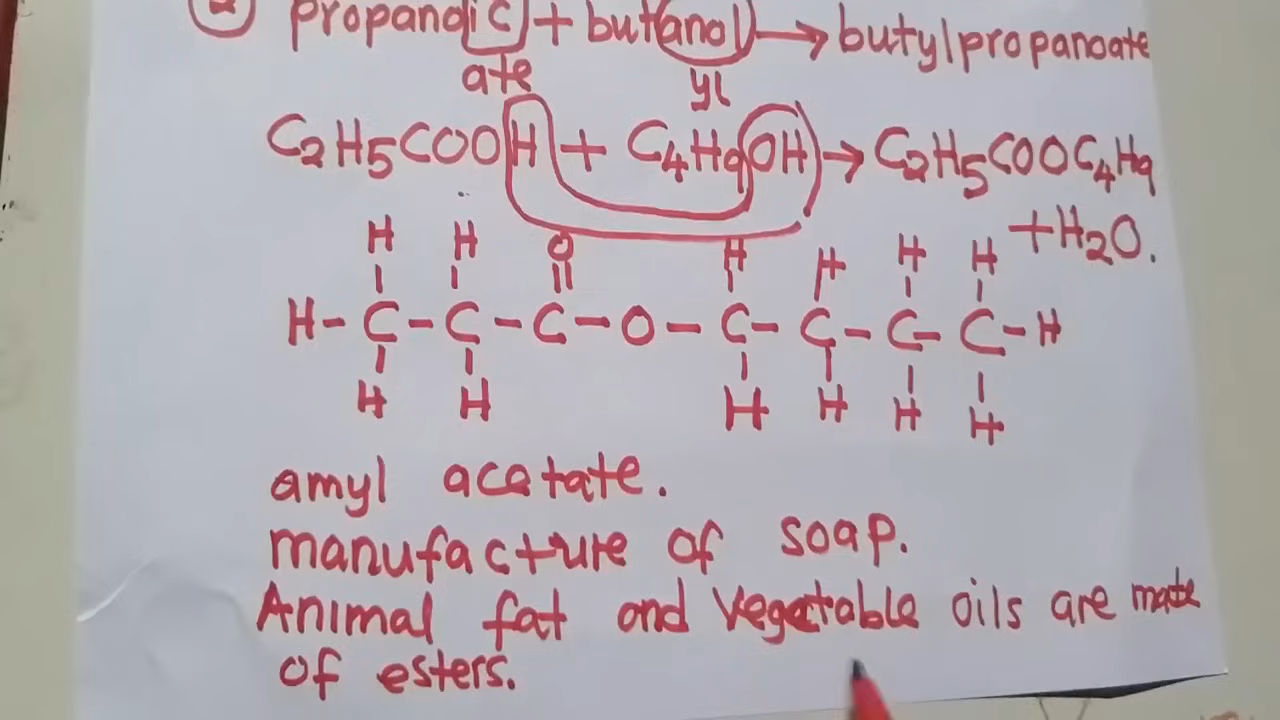 ② propanoic + butanol → butylpropanoate
ate yl
C2H5COOH + C4H9OH → C2H5COOC4H9
+H2O.
H H O H H H H
H - C - C - C - O - C - C - C - C - H
H H H H H H
amyl acetate.
manufacture of soap.
Animal fat and vegetable oils are made
of esters.